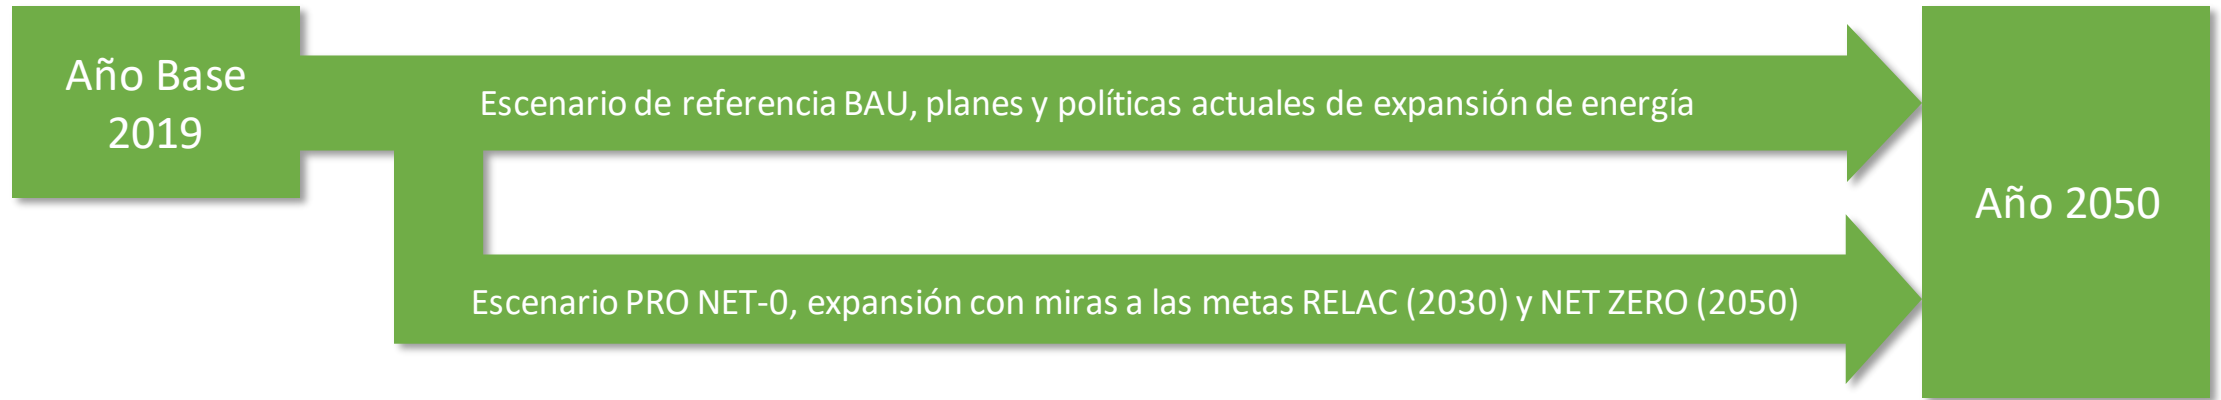 Año Base
2019
Escenario de referencia BAU, planes y políticas actuales de expansión de energía
Año 2050
Escenario PRO NET-0, expansión con miras a las metas RELAC (2030) y NET ZERO (2050)